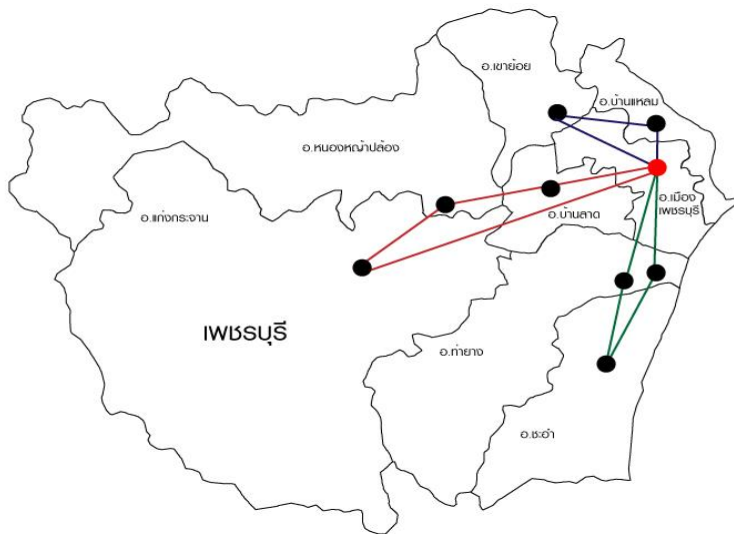 อ.เขาย้อย
อ.บ้านแหลม
อ.หนองหญ้าปล้อง
อ.แก่งกระจาน
อ.บ้านลาด
อ.เมือง
เพชรบุรี
เพชรบุรี
อ.ท่ายาง
อ.ชะอำ